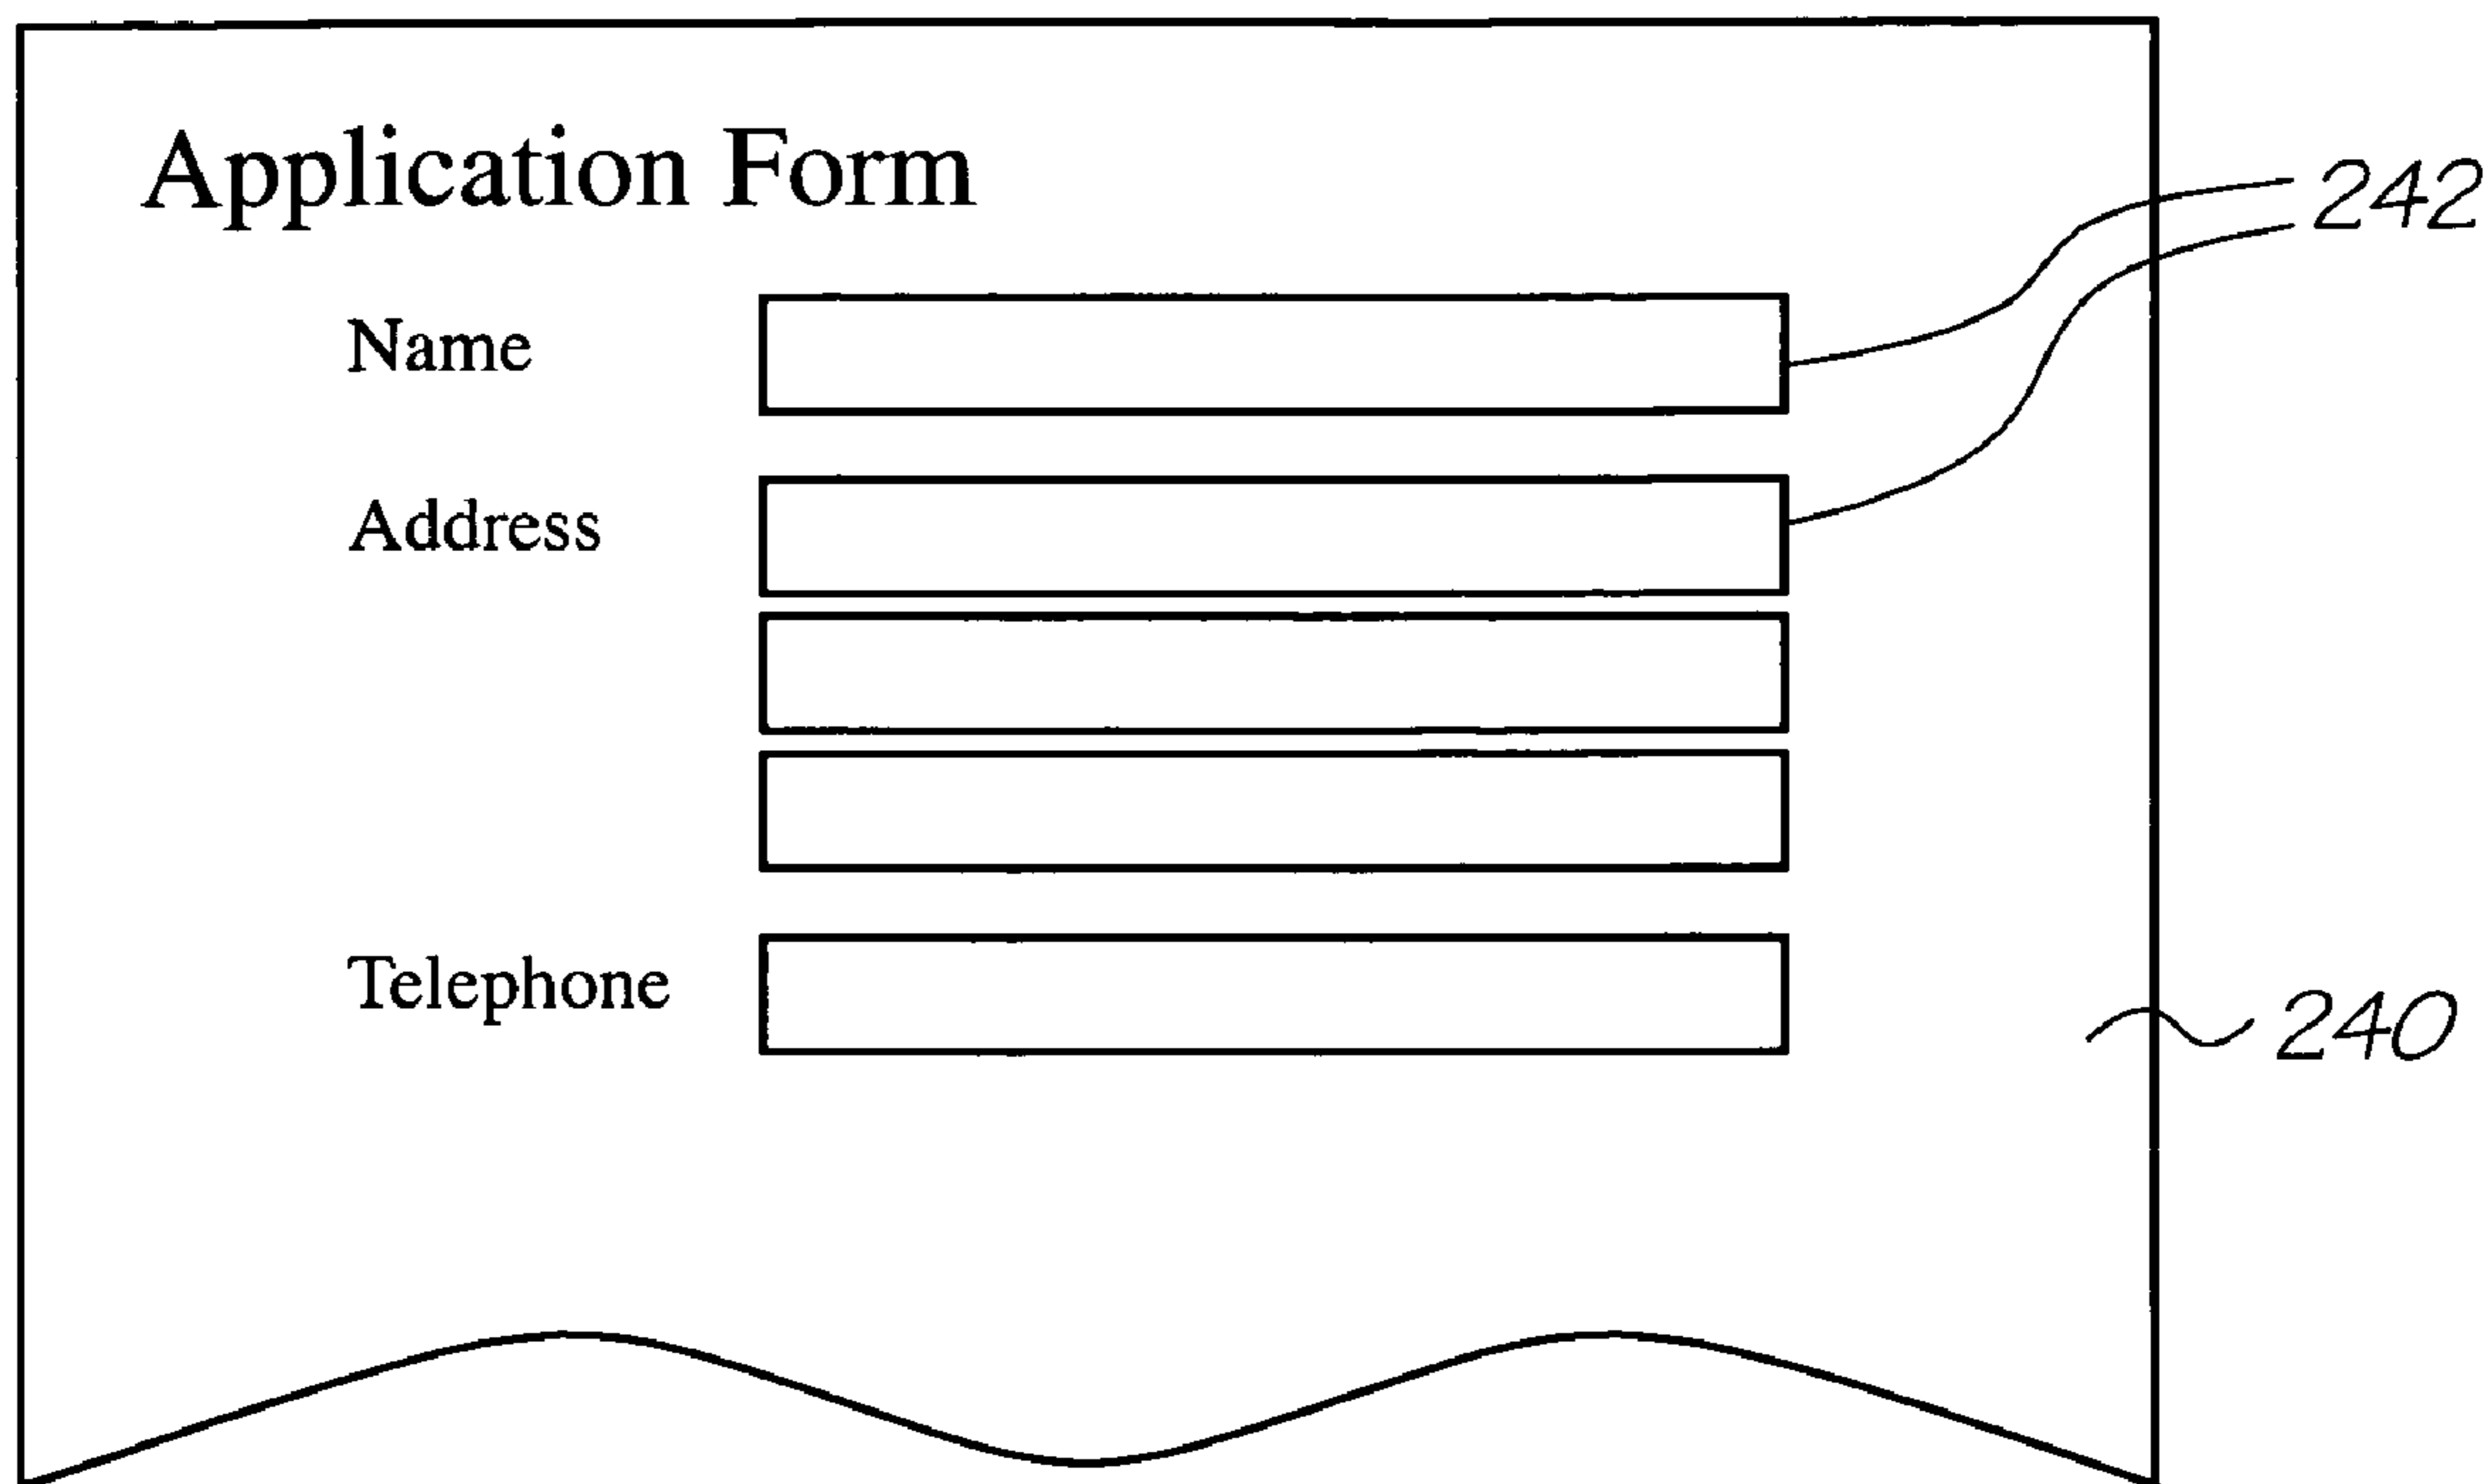 Application Form
242
Name
Address
Telephone
240